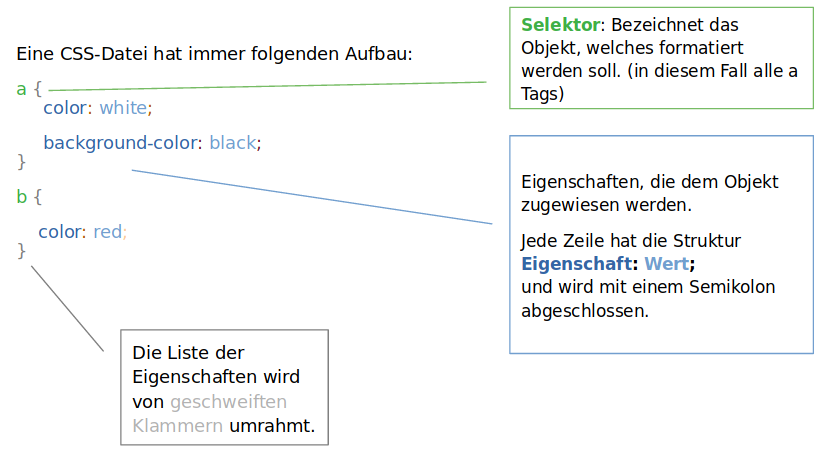 Eine CSS-Datei hat immer folgenden Aufbau:
a {
color: white;
background-color: black;
}
b {
color: red;
}
Selektor: Bezeichnet das
Objekt, welches formatiert
werden soll. (in diesem Fall alle a
Tags)
Eigenschaften, die dem Objekt
zugewiesen werden.
Jede Zeile hat die Struktur
Eigenschaft: Wert;
und wird mit einem Semikolon
abgeschlossen.
Die Liste der
Eigenschaften wird
von geschweiften
Klammern umrahmt.